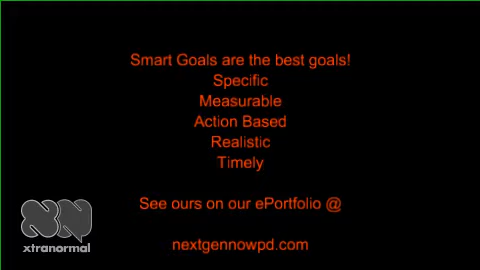 Smart Goals are the best goals!
Specific
Measurable
Action Based
Realistic
Timely
See ours on our ePortfolio @
nextgennowpd.com
xtranormal